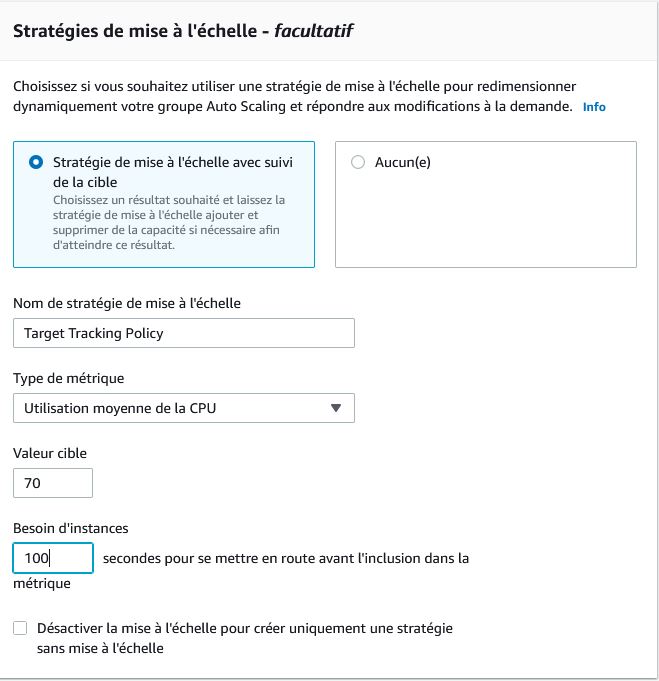 Stratégies de mise à l'échelle - facultatif
Choisissez si vous souhaitez utiliser une stratégie de mise à l'échelle pour redimensionner
dynamiquement votre groupe Auto Scaling et répondre aux modifications à la demande. Info
Stratégie de mise à l'échelle avec suivi
de la cible
Choisissez un résultat souhaité et laissez la
stratégie de mise à l'échelle ajouter et
supprimer de la capacité si nécessaire afin
d'atteindre ce résultat.
Aucun(e)
Nom de stratégie de mise à l'échelle
Target Tracking Policy
Type de métrique
Utilisation moyenne de la CPU
Valeur cible
70
Besoin d'instances
100 secondes pour se mettre en route avant l'inclusion dans la
métrique
Désactiver la mise à l'échelle pour créer uniquement une stratégie
sans mise à l'échelle